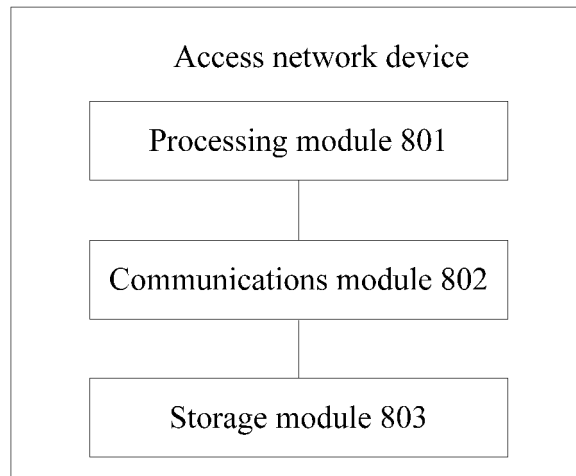 Access network device
Processing module 801
Communications module 802
Storage module 803